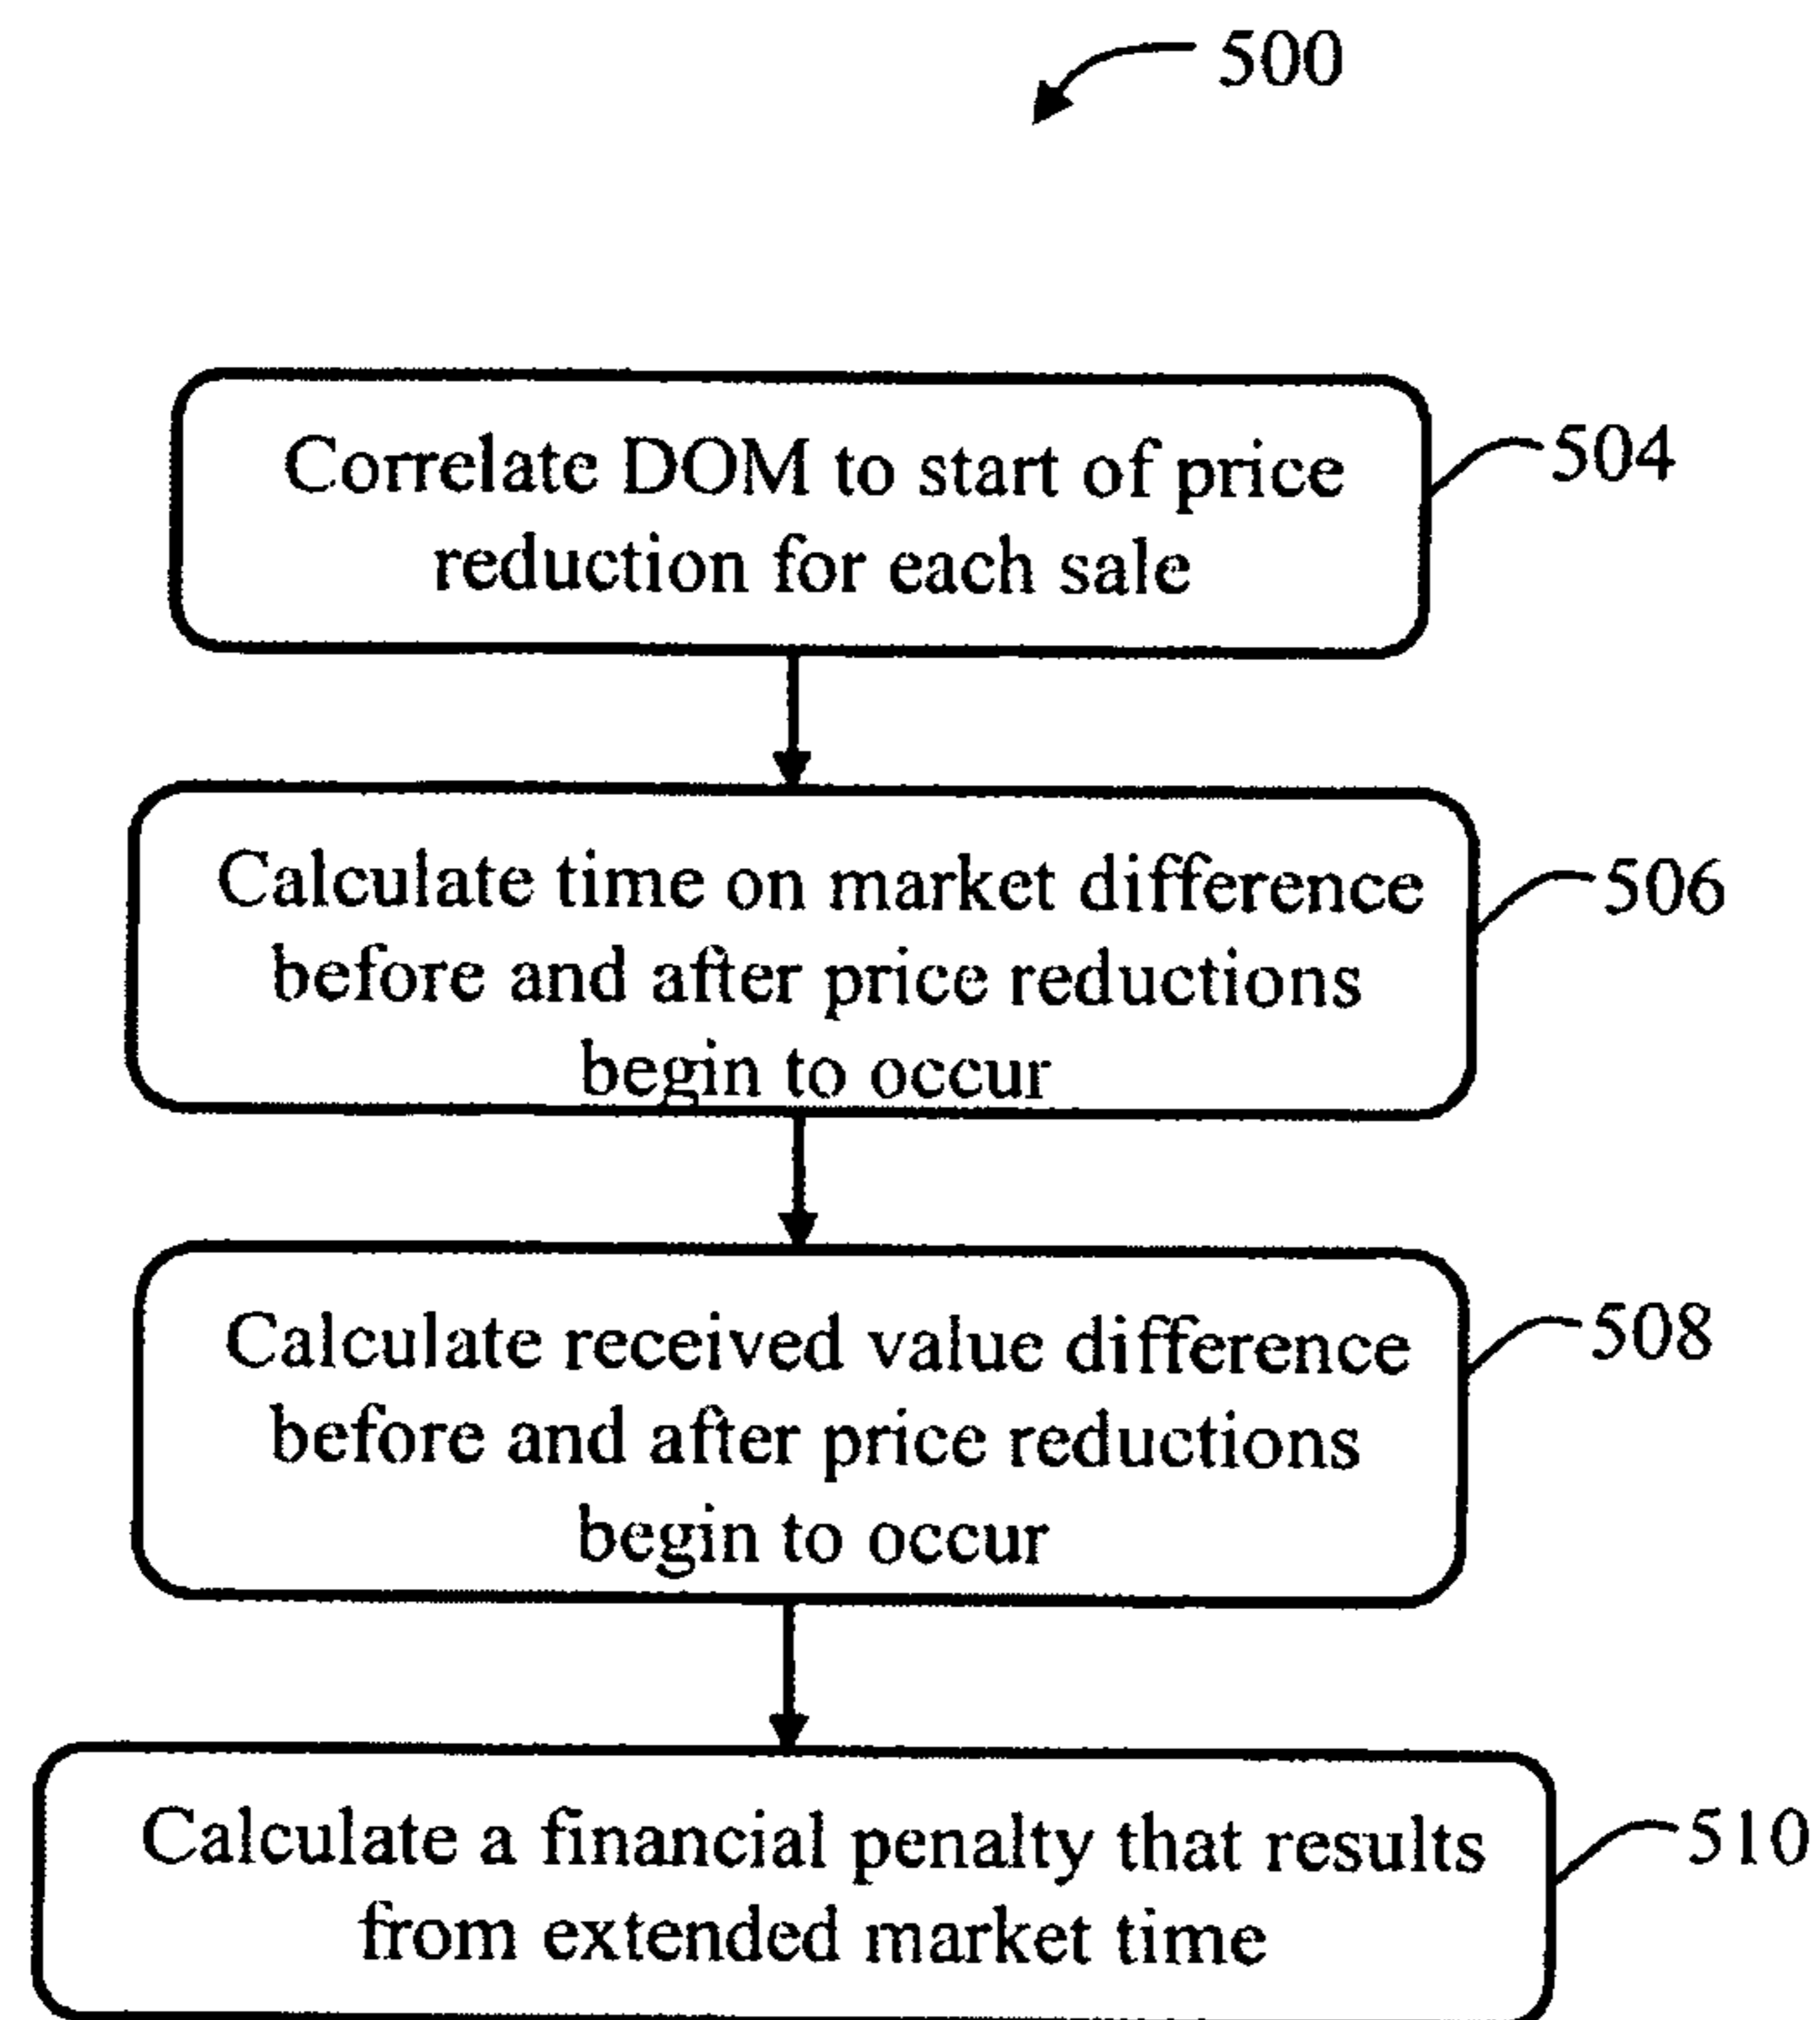 500
Correlate DOM to start of price
reduction for each sale
504
Calculate time on market difference
before and after price reductions
begin to occur
506
Calculate received value difference
before and after price reductions
begin to occur
508
Calculate a financial penalty that results
from extended market time
510